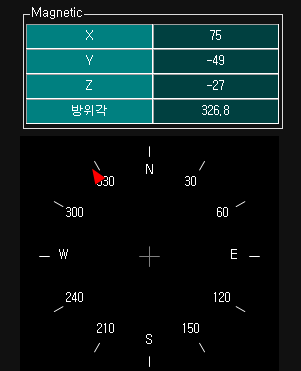 Magnetic
X 75
Y -49
Z -27
방위각 326,8
N
330 30
300 60
W E
240 120
210 150
S